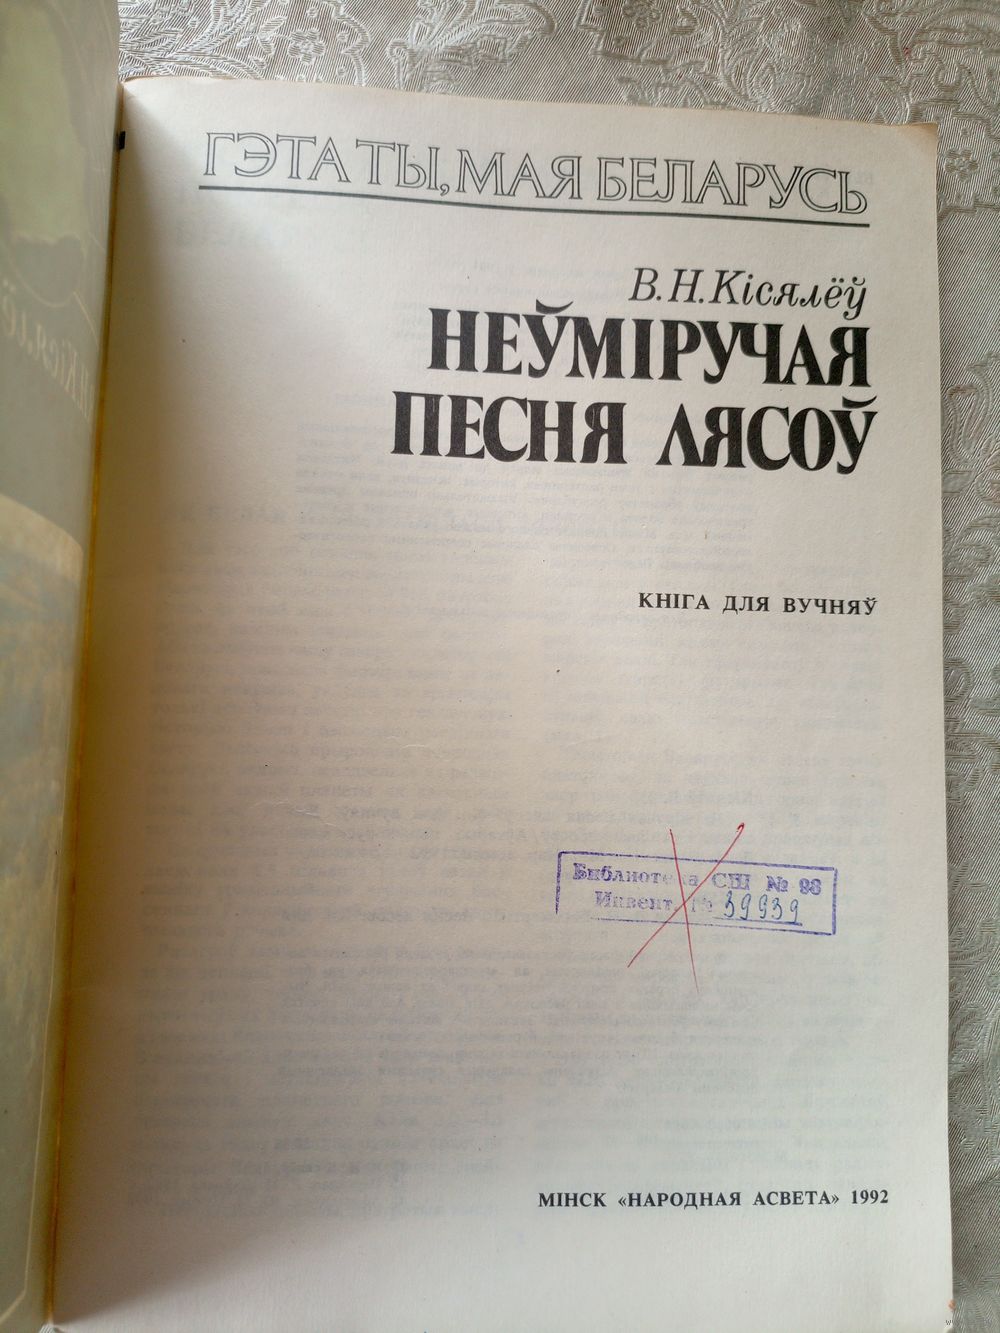 ГЭТА ТЫ, МАЯ БЕЛАРУСЬ
В. Н. Кісялёў
НЕЎМІРУЧАЯ
ПЕСНЯ ЛЯСОЎ
КНІГА ДЛЯ ВУЧНЯЎ
Библиотека СШ № 98
Инвент. № 39939
МІНСК «НАРОДНАЯ АСВЕТА» 1992